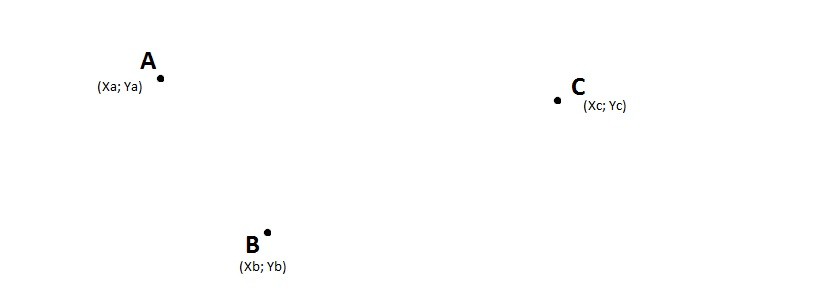 A
(Xa; Ya)
C
(Xc; Yc)
B
(Xb; Yb)